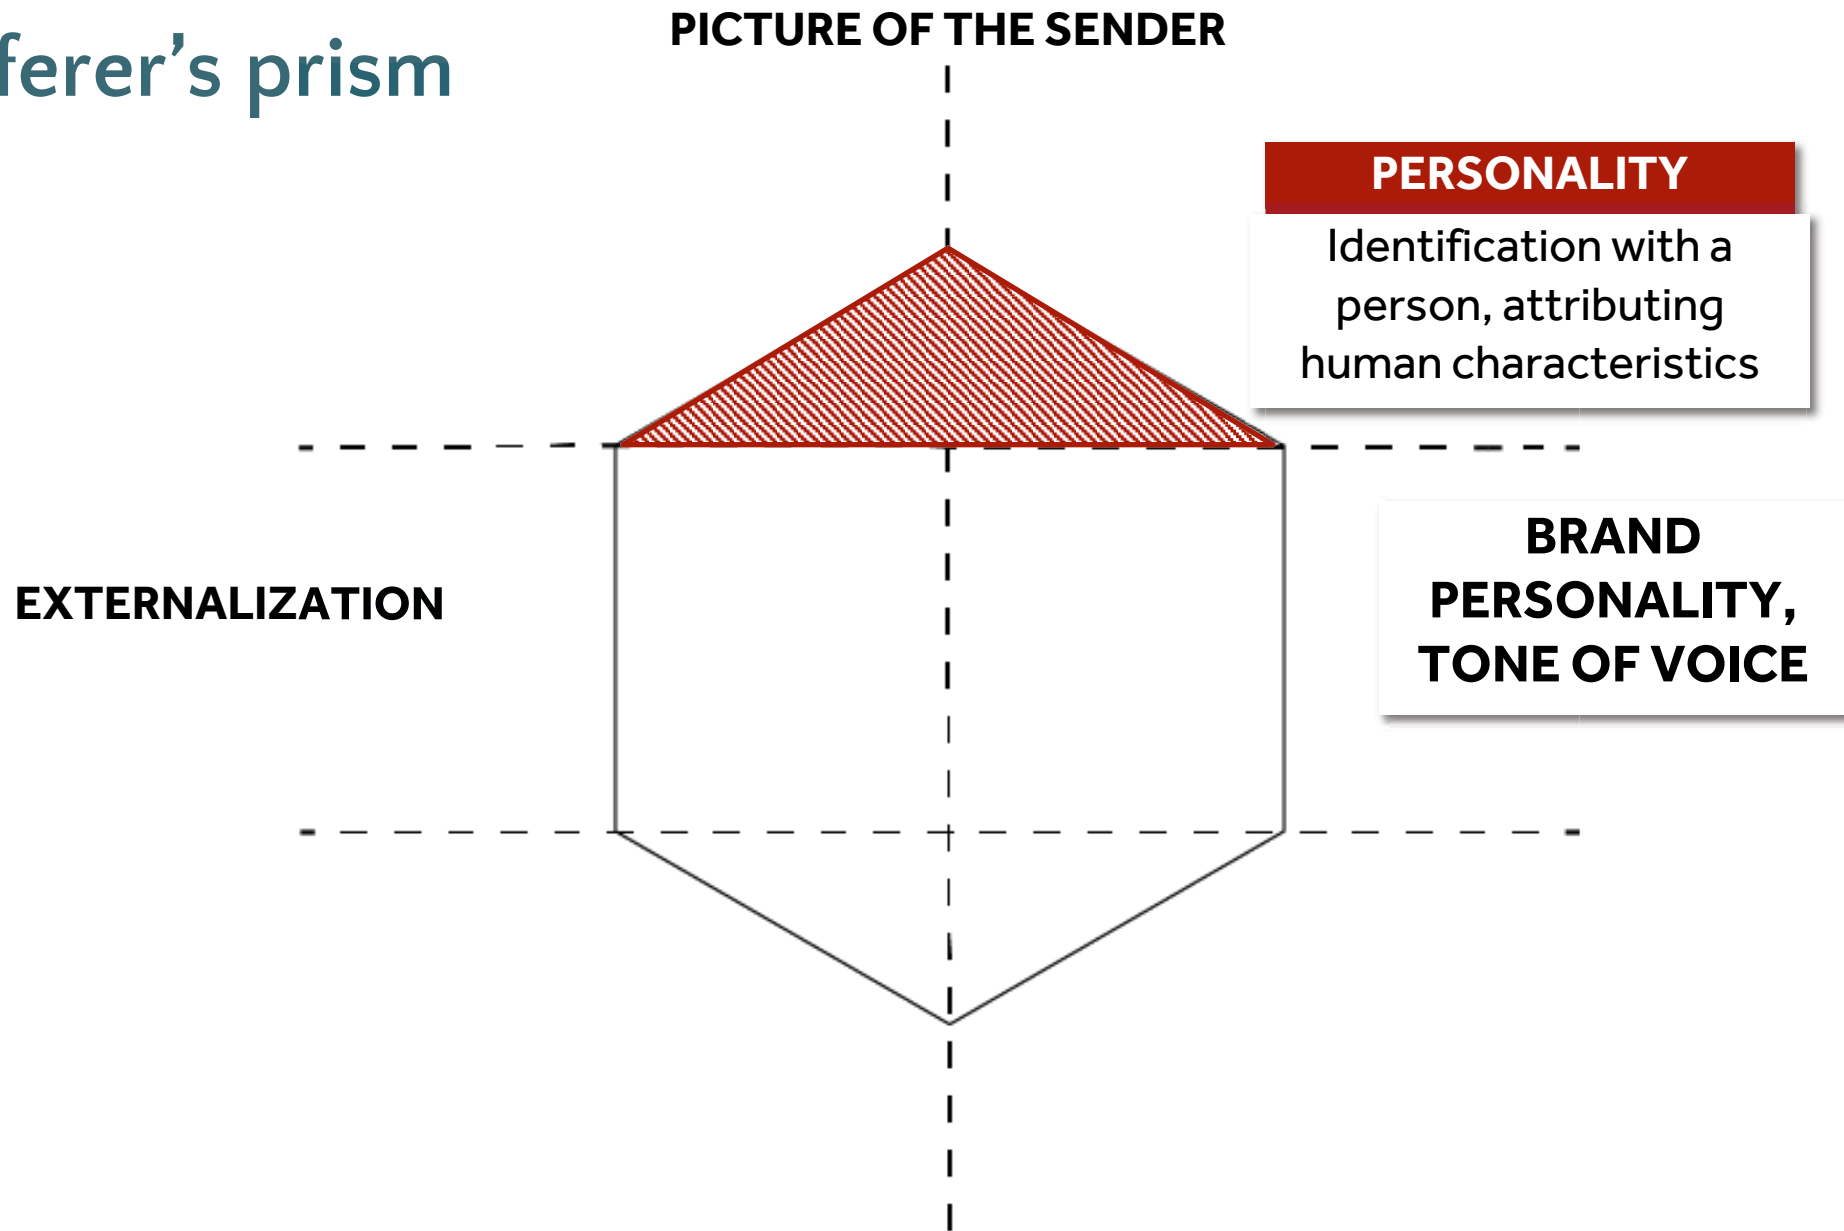 PICTURE OF THE SENDER
ferer’s prism
PERSONALITY
Identification with a
person, attributing
human characteristics
EXTERNALIZATION
BRAND
PERSONALITY,
TONE OF VOICE